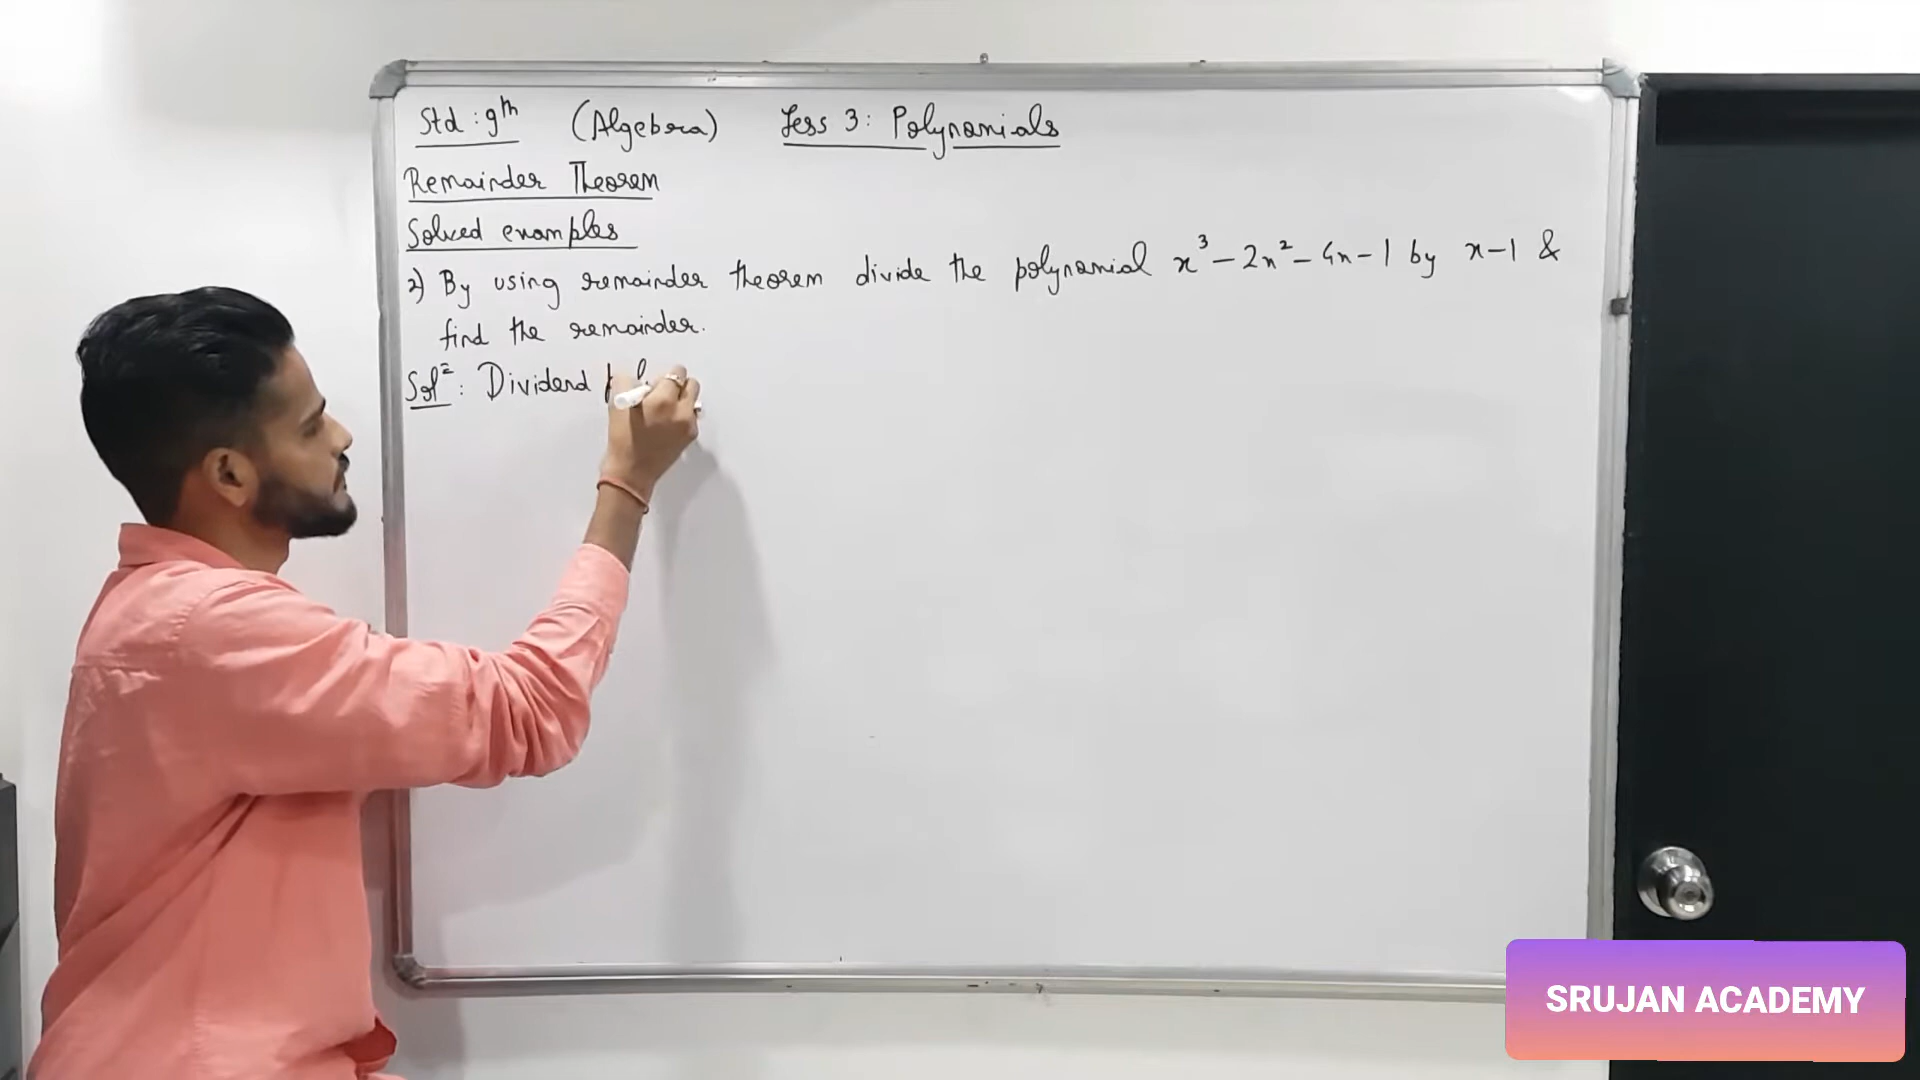 Std : 9th (Algebra) Less 3: Polynomials
Remainder Theorem
Solved examples
2) By using remainder theorem divide the polynomial x³ - 2x² - 4x - 1 by x - 1 &
find the remainder.
Solⁿ : Dividend
SRUJAN ACADEMY